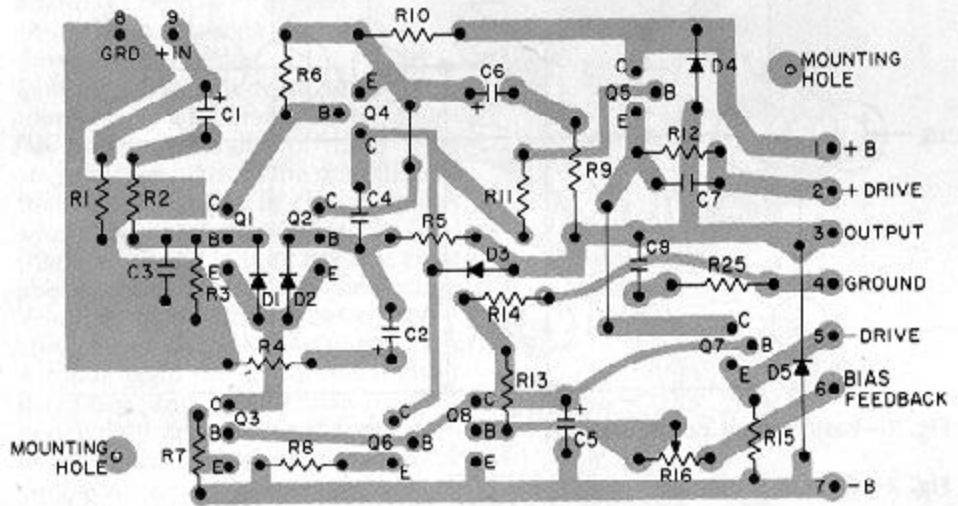 8 9 R10
GRD +IN
MOUNTING HOLE
R6 E Q4 C6 + C Q5 B E D4
+ C1 B C
R12 1 +B
R1 R2 R11 R9 C7 2 +DRIVE
C Q1 Q2 C C4 R5 3 OUTPUT
B B D3 C9
C3 E E R25 4 GROUND
R3 D1 D2 R14
C2 + C Q7 B 5 -DRIVE
R4 E D5 6 BIAS FEEDBACK
R13
Q3 C C Q8 C + C5
B Q6 B B R15
MOUNTING HOLE
R7 E R8 E E R16 7 -B